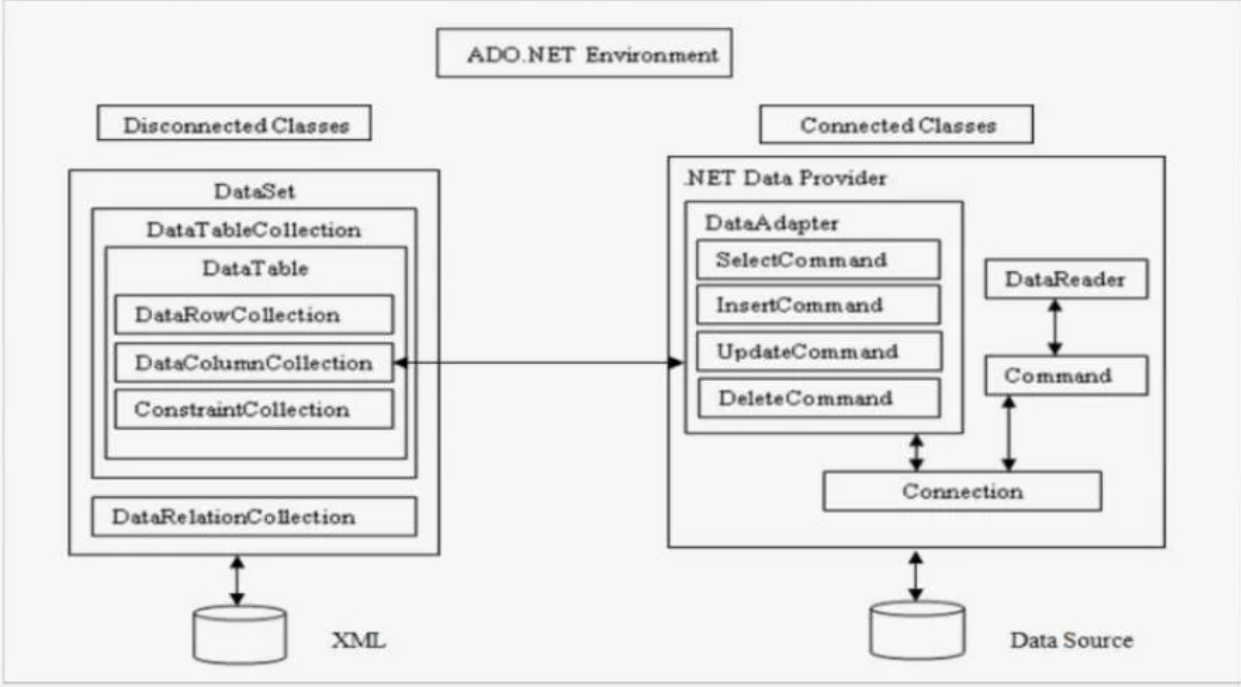 ADO.NET Environment
Disconnected Classes
DataSet
DataTableCollection
DataTable
DataRowCollection
DataColumnCollection
ConstraintCollection
DataRelationCollection
XML
Connected Classes
.NET Data Provider
DataAdapter
SelectCommand
InsertCommand
UpdateCommand
DeleteCommand
DataReader
Command
Connection
Data Source